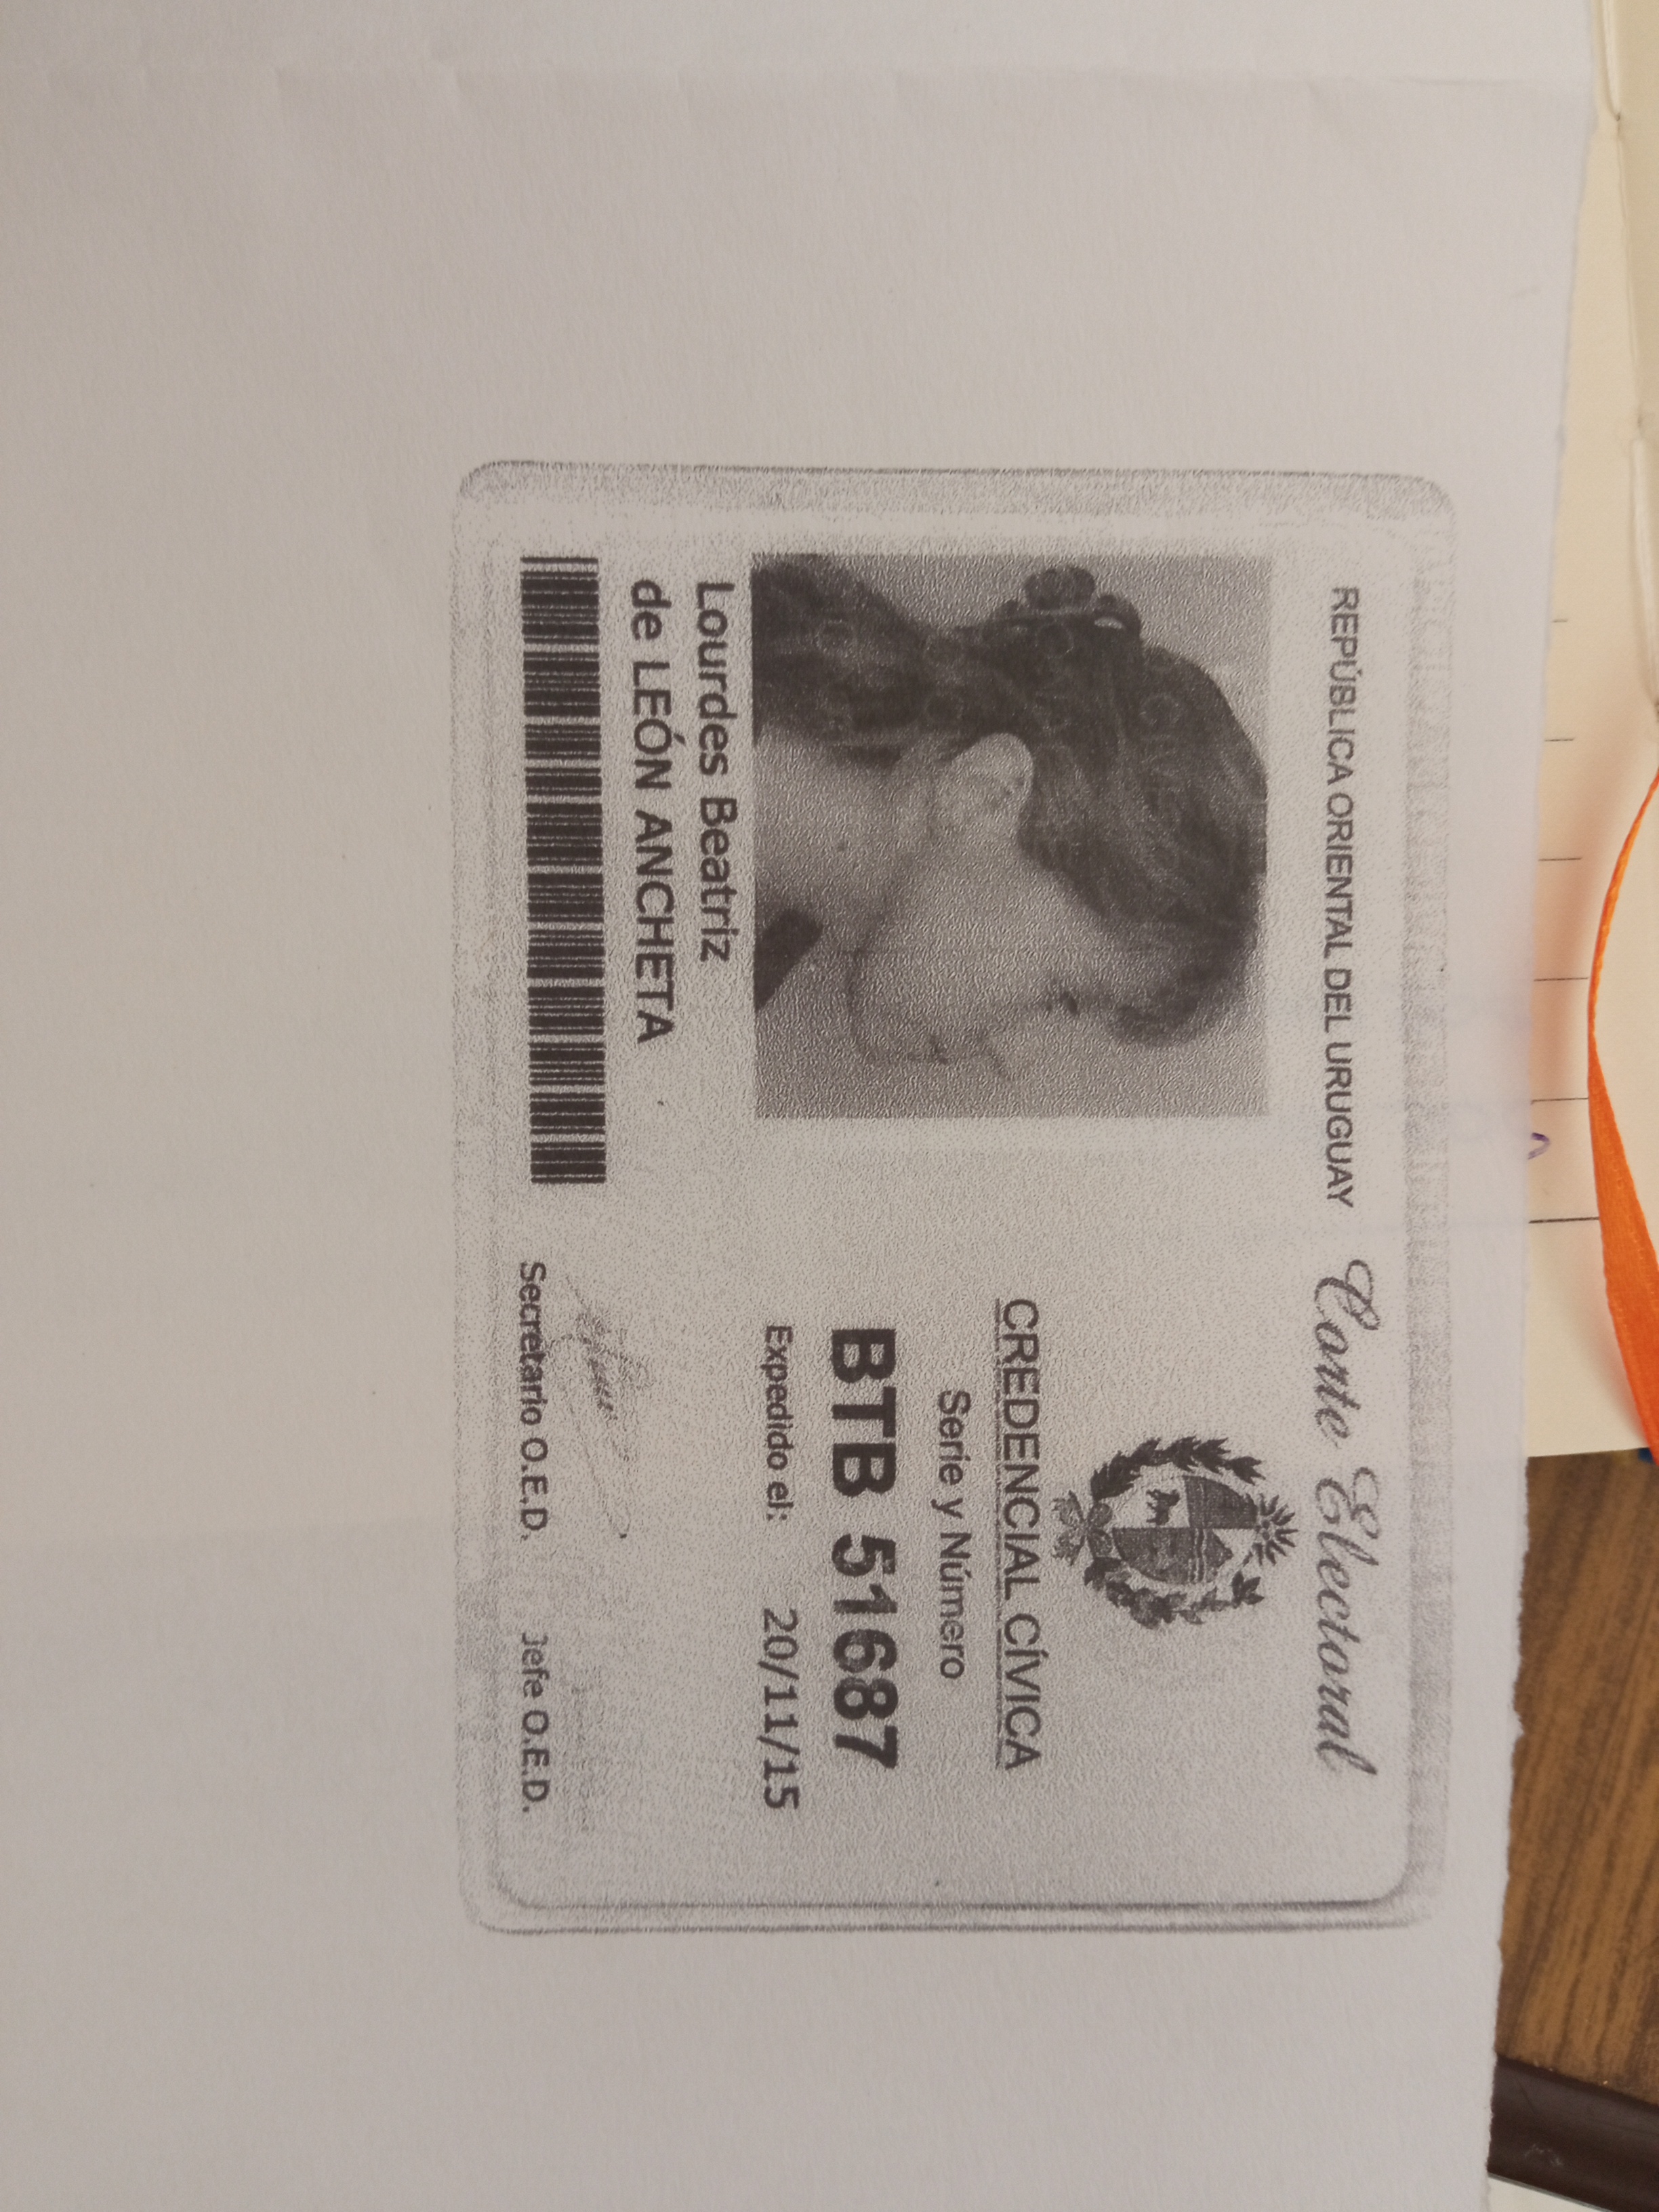 REPÚBLICA ORIENTAL DEL URUGUAY Corte Electoral
CREDENCIAL CÍVICA
Serie y Número
BTB 51687
Expedido el: 20/11/15
Lourdes Beatriz
de LEÓN ANCHETA
Secretario O.E.D. Jefe O.E.D.